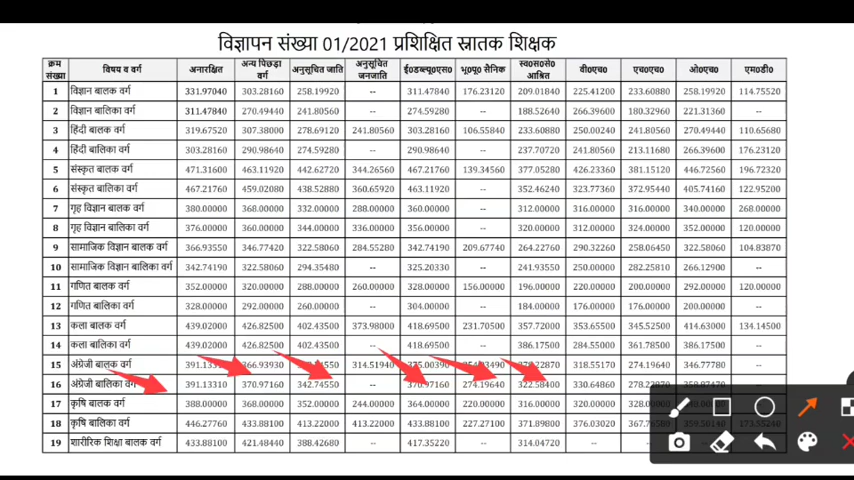 विज्ञापन संख्या 01/2021 प्रशिक्षित स्नातक शिक्षक
क्रम संख्या विषय व वर्ग अनारक्षित अन्य पिछड़ा वर्ग अनुसूचित जाति अनुसूचित जनजाति ई०डब्ल्यू०एस० भू०पू० सैनिक स्व०स०से० आश्रित वी०एच० एच०एच० ओ०एच० एम०डी०
1 विज्ञान बालक वर्ग 331.97040 303.28160 258.19920 -- 311.47840 176.23120 209.01840 225.41200 233.60880 258.19920 114.75520
2 विज्ञान बालिका वर्ग 311.47840 270.49440 241.80560 -- 274.59280 -- 188.52640 266.39600 180.32960 221.31360 --
3 हिंदी बालक वर्ग 319.67520 307.38000 278.69120 241.80560 303.28160 106.55840 233.60880 250.00240 241.80560 270.49440 110.65680
4 हिंदी बालिका वर्ग 303.28160 290.98640 274.59280 -- 290.98640 -- 237.70720 241.80560 213.11680 266.39600 176.23120
5 संस्कृत बालक वर्ग 471.31600 463.11920 442.62720 344.26560 467.21760 139.34560 377.05280 426.23360 381.15120 446.72560 196.72320
6 संस्कृत बालिका वर्ग 467.21760 459.02080 438.52880 360.65920 463.11920 -- 352.46240 323.77360 372.95440 405.74160 122.95200
7 गृह विज्ञान बालक वर्ग 380.00000 368.00000 332.00000 288.00000 360.00000 -- 312.00000 316.00000 316.00000 340.00000 268.00000
8 गृह विज्ञान बालिका वर्ग 376.00000 360.00000 344.00000 336.00000 356.00000 -- 320.00000 312.00000 324.00000 352.00000 120.00000
9 सामाजिक विज्ञान बालक वर्ग 366.93550 346.77420 322.58060 284.55280 342.74190 209.67740 264.22760 290.32260 258.06450 322.58060 104.83870
10 सामाजिक विज्ञान बालिका वर्ग 342.74190 322.58060 294.35480 -- 325.20330 -- 241.93550 250.00000 282.25810 266.12900 --
11 गणित बालक वर्ग 352.00000 320.00000 288.00000 260.00000 328.00000 156.00000 196.00000 220.00000 200.00000 292.00000 120.00000
12 गणित बालिका वर्ग 328.00000 292.00000 260.00000 -- 304.00000 -- 184.00000 176.00000 176.00000 200.00000 --
13 कला बालक वर्ग 439.02000 426.82500 402.43500 373.98000 418.69500 231.70500 357.72000 353.65500 345.52500 414.63000 134.14500
14 कला बालिका वर्ग 439.02000 426.82500 402.43500 -- 418.69500 -- 386.17500 284.55000 361.78500 386.17500 --
15 अंग्रेजी बालक वर्ग 366.93930 314.51940 318.55170 274.19640 346.77780 --
16 अंग्रेजी बालिका वर्ग 391.13310 370.97160 342.74550 -- 370.97160 274.19640 322.58400 330.64860
17 कृषि बालक वर्ग 388.00000 368.00000 352.00000 244.00000 364.00000 220.00000 316.00000 320.00000
18 कृषि बालिका वर्ग 446.27760 433.88100 413.22000 413.22000 433.88100 227.27100 371.89800 376.03020
19 शारीरिक शिक्षा बालक वर्ग 433.88100 421.48440 388.42680 -- 417.35220 -- 314.04720 -- -- -- --